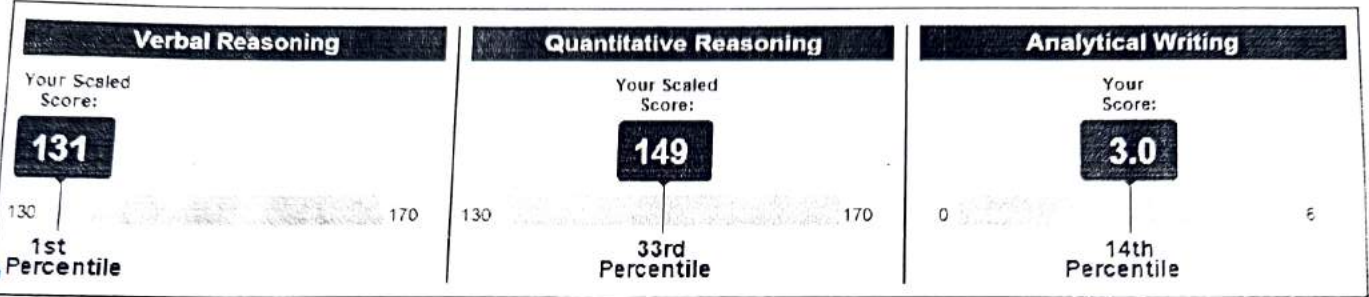 Verbal Reasoning
Your Scaled
Score:
131
130
170
1st
Percentile
Quantitative Reasoning
Your Scaled
Score:
149
130
170
33rd
Percentile
Analytical Writing
Your
Score:
3.0
0
6
14th
Percentile